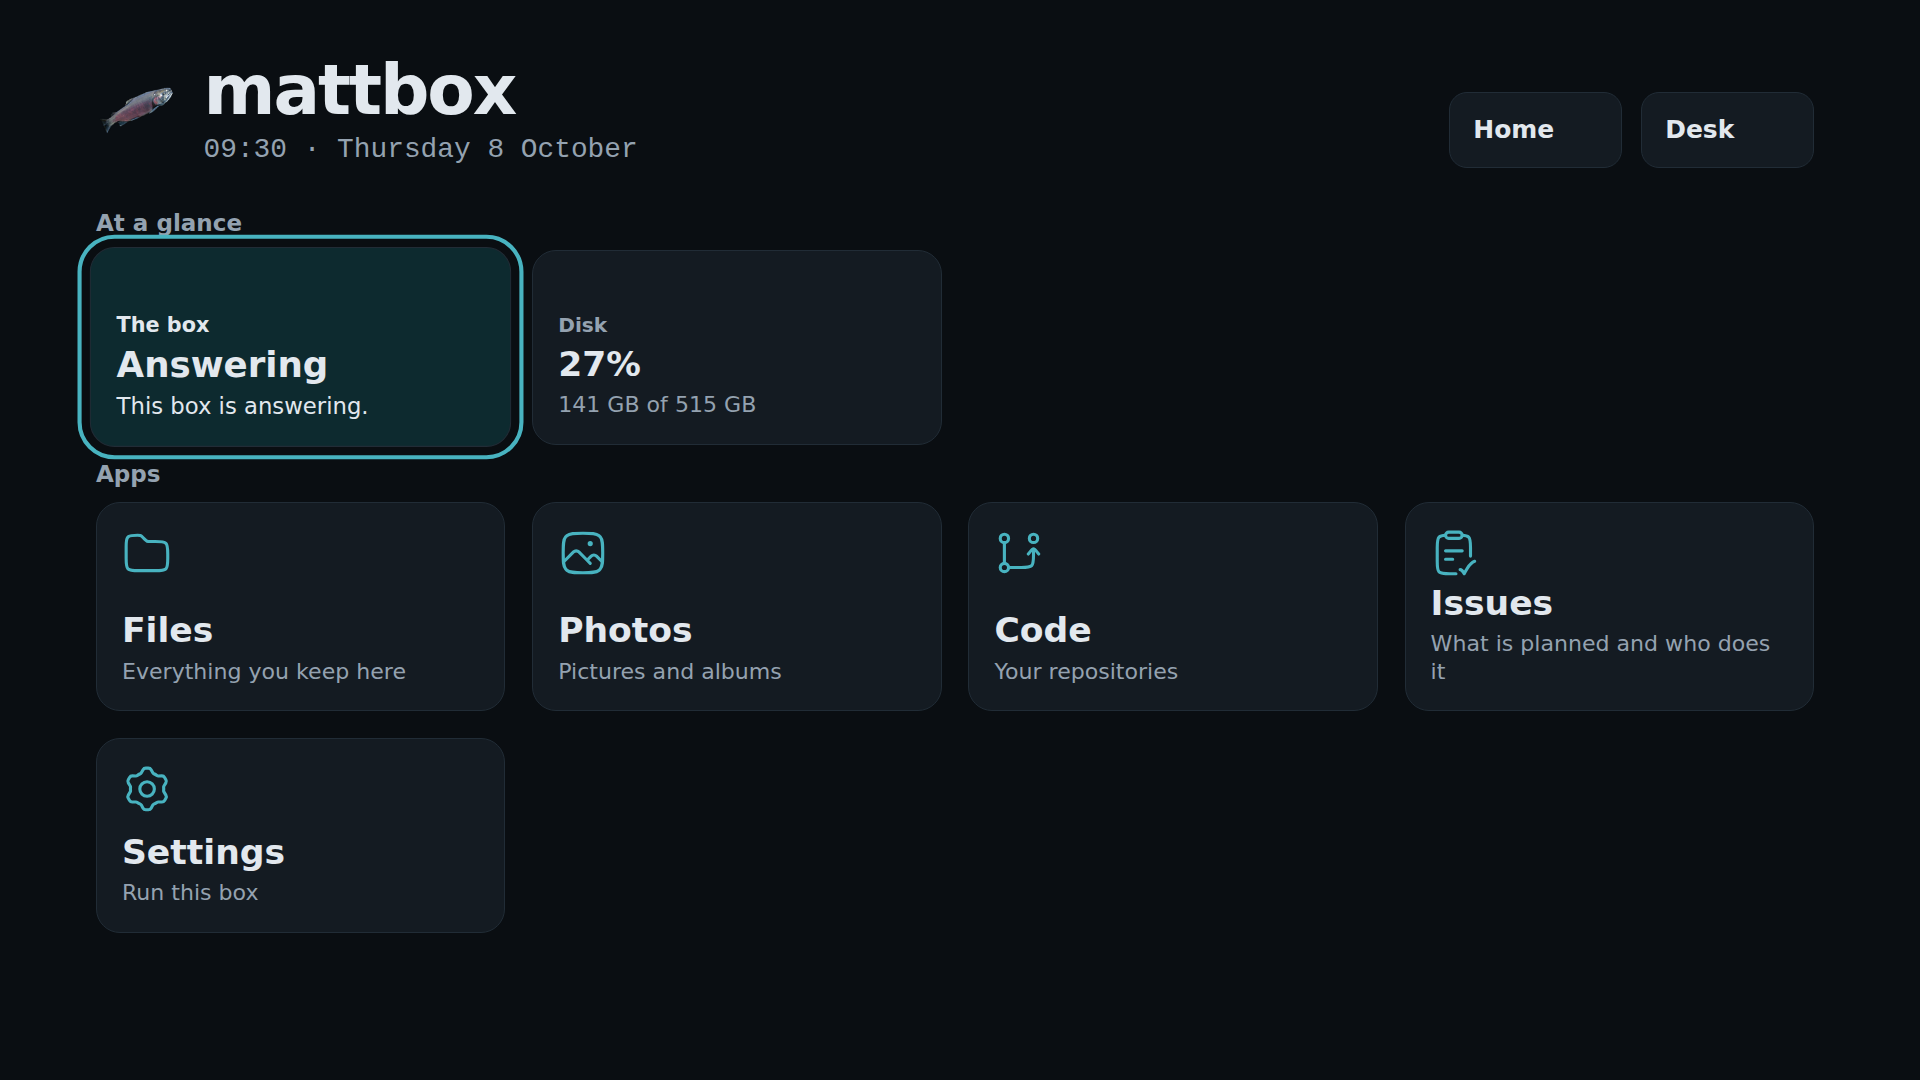 mattbox
09:30 · Thursday 8 October
Home
Desk
At a glance
The box
Answering
This box is answering.
Disk
27%
141 GB of 515 GB
Apps
Files
Everything you keep here
Photos
Pictures and albums
Code
Your repositories
Issues
What is planned and who does
it
Settings
Run this box